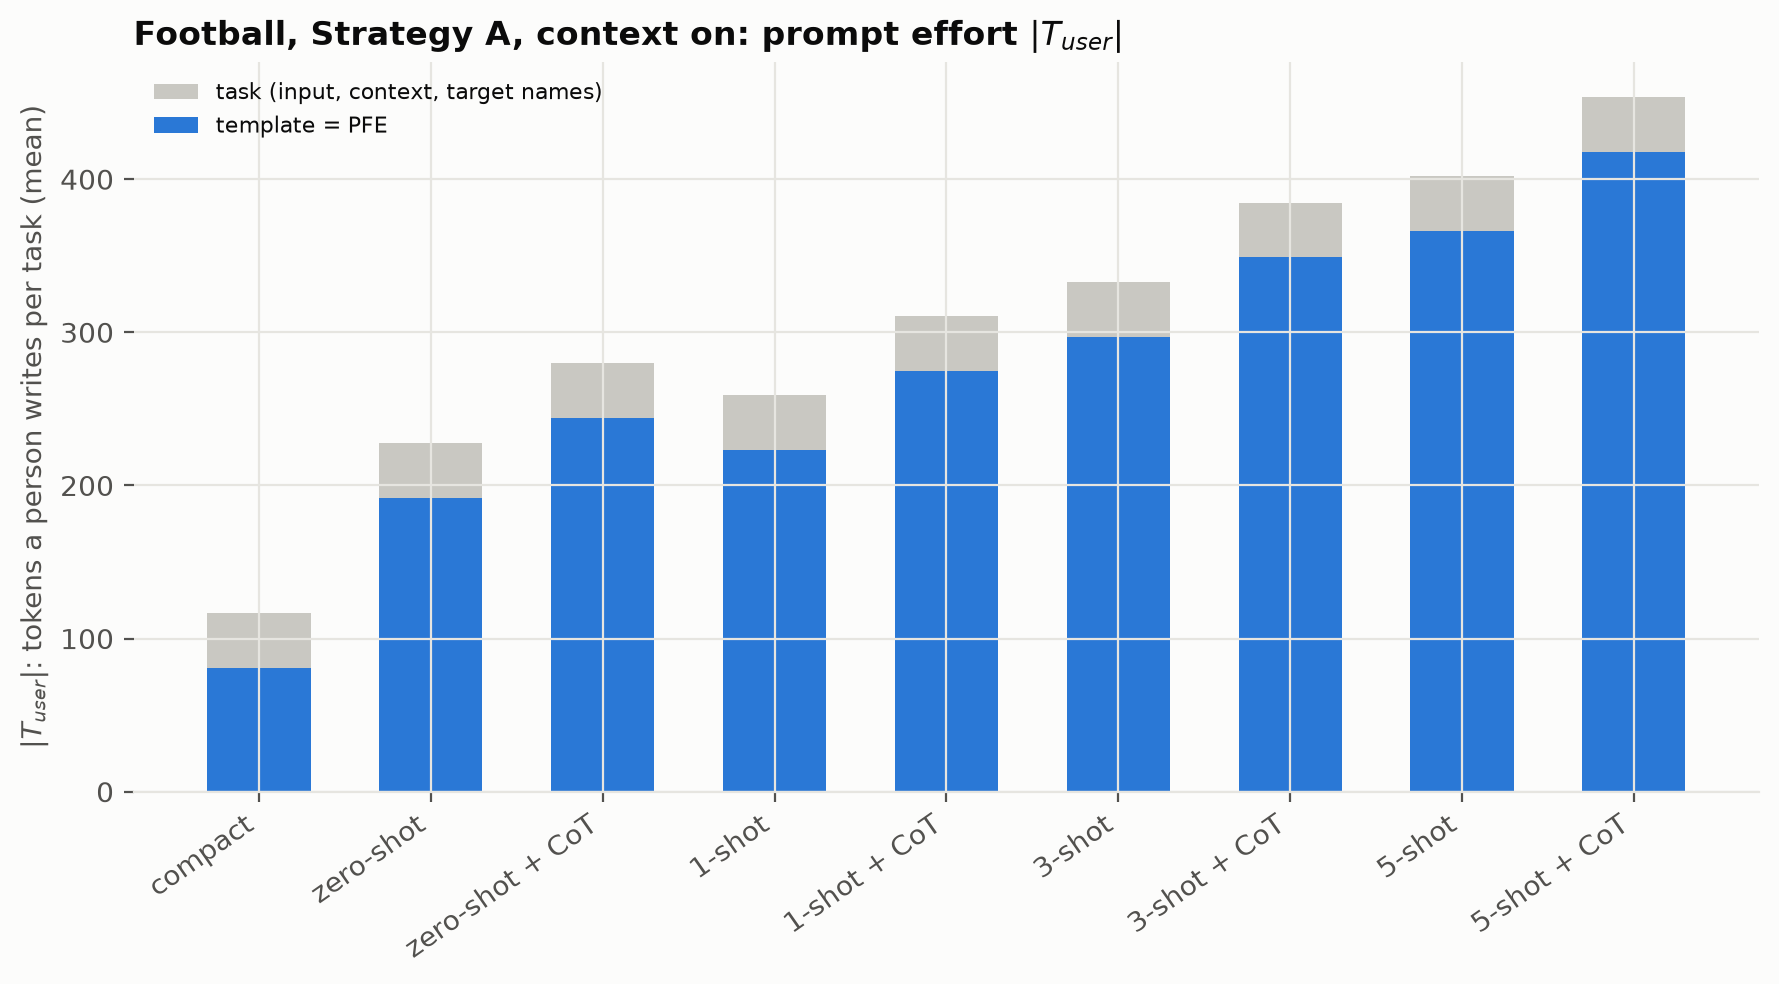 Football, Strategy A, context on: prompt effort |T_user|
task (input, context, target names)
template = PFE
|T_user|: tokens a person writes per task (mean)
400
300
200
100
0
compact
zero-shot
zero-shot + CoT
1-shot
1-shot + CoT
3-shot
3-shot + CoT
5-shot
5-shot + CoT